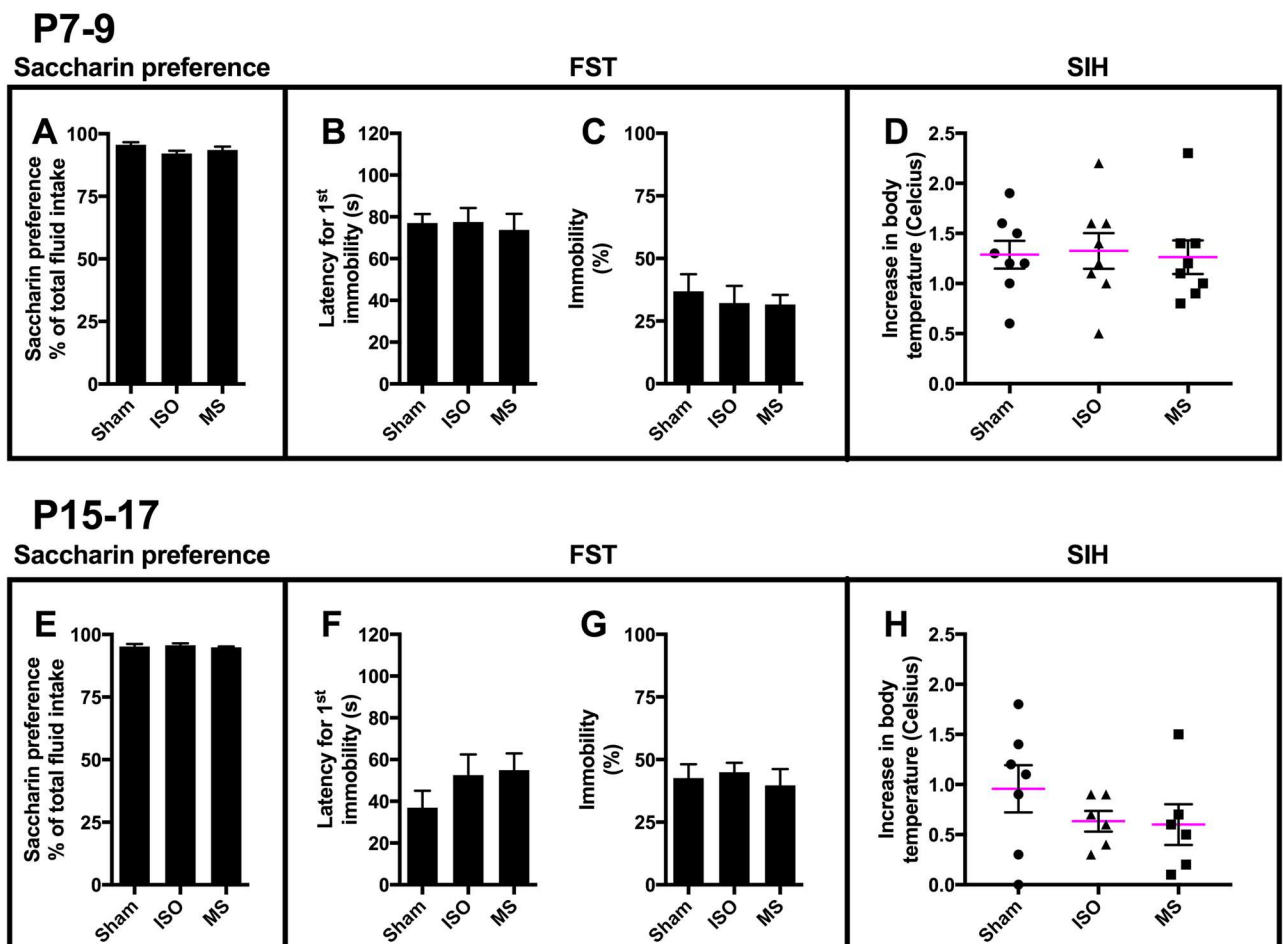 P7-9
Saccharin preference
FST
SIH
A
Saccharin preference
% of total fluid intake
100
75
50
25
0
Sham
ISO
MS
B
Latency for 1st
immobility (s)
120
100
80
60
40
20
0
Sham
ISO
MS
C
Immobility
(%)
100
75
50
25
0
Sham
ISO
MS
D
Increase in body
temperature (Celcius)
2.5
2.0
1.5
1.0
0.5
0.0
Sham
ISO
MS
P15-17
Saccharin preference
FST
SIH
E
Saccharin preference
% of total fluid intake
100
75
50
25
0
Sham
ISO
MS
F
Latency for 1st
immobility (s)
120
100
80
60
40
20
0
Sham
ISO
MS
G
Immobility
(%)
100
75
50
25
0
Sham
ISO
MS
H
Increase in body
temperature (Celsius)
2.5
2.0
1.5
1.0
0.5
0.0
Sham
ISO
MS